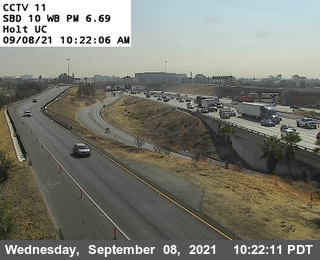 CCTV 11
SBD 10 WB PM 6.69
Holt UC
09/08/21 10:22:06 AM
Wednesday, September 08, 2021 10:22:11 PDT